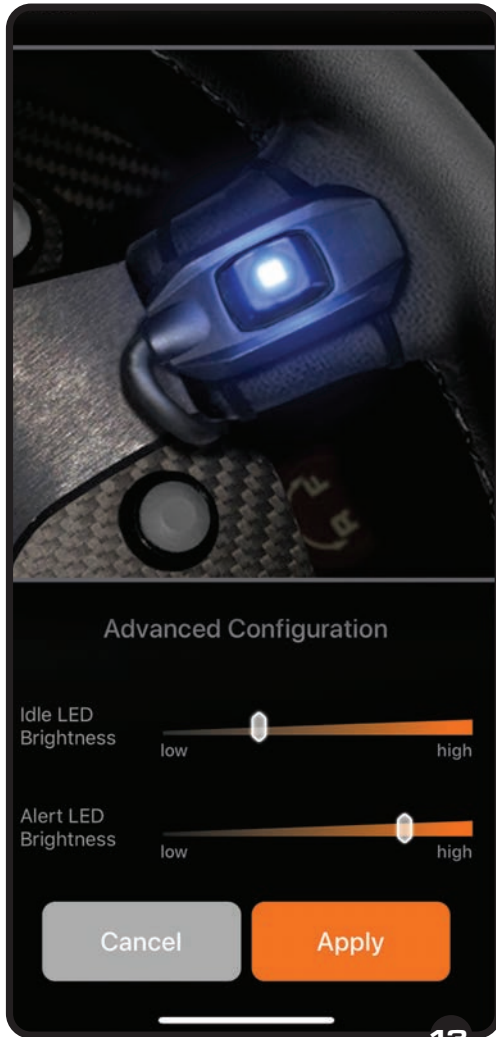 R F
Advanced Configuration
Idle LED
Brightness
low high
Alert LED
Brightness
low high
Cancel Apply